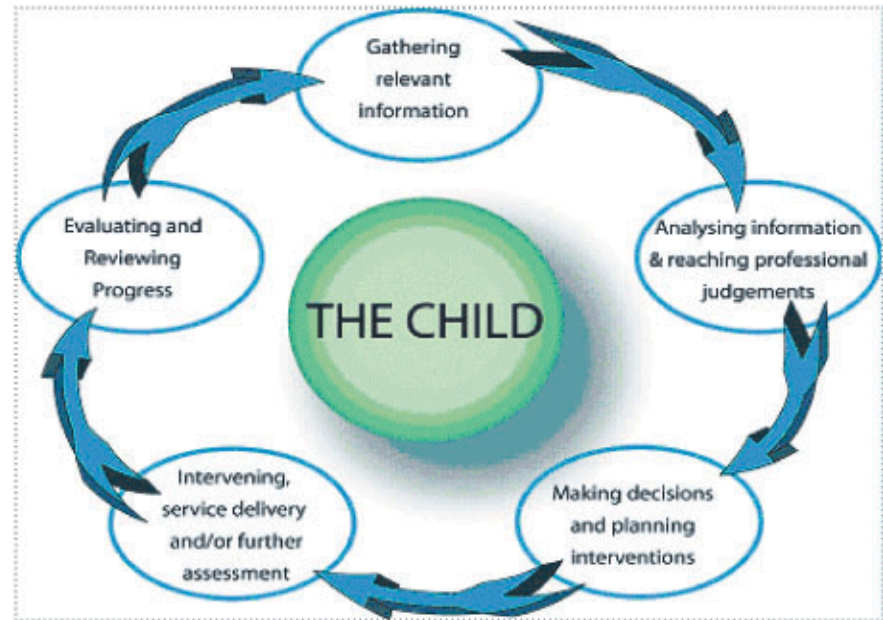 Gathering
relevant
information
Analysing information
& reaching professional
judgements
Making decisions
and planning
interventions
Intervening,
service delivery
and/or further
assessment
Evaluating and
Reviewing
Progress
THE CHILD